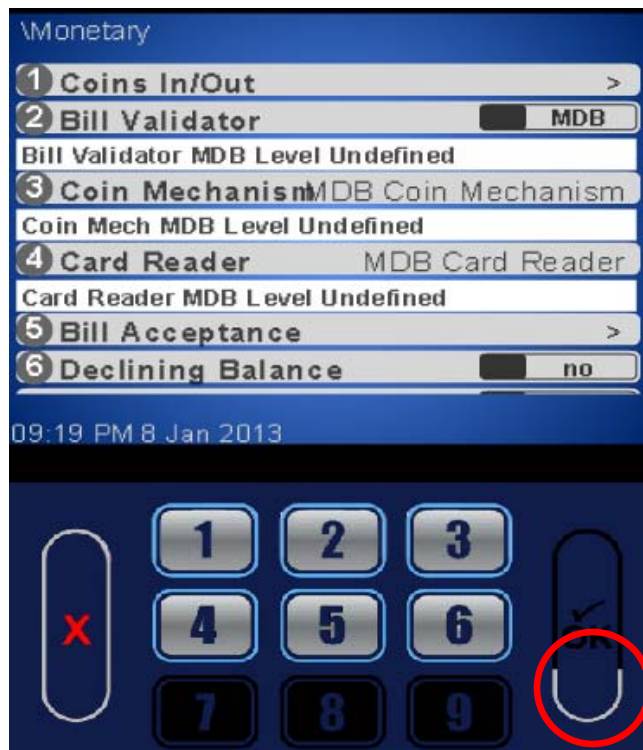 \Monetary
1 Coins In/Out >
2 Bill Validator MDB
Bill Validator MDB Level Undefined
3 Coin Mechanism MDB Coin Mechanism
Coin Mech MDB Level Undefined
4 Card Reader MDB Card Reader
Card Reader MDB Level Undefined
5 Bill Acceptance >
6 Declining Balance no
09:19 PM 8 Jan 2013
1 2 3
X 4 5 6 ✓OK
7 8 9